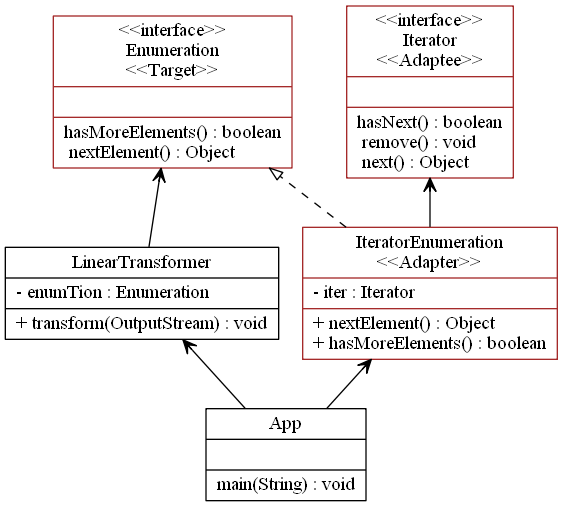 <<interface>>
Enumeration
<<Target>>
hasMoreElements() : boolean
nextElement() : Object
<<interface>>
Iterator
<<Adaptee>>
hasNext() : boolean
remove() : void
next() : Object
LinearTransformer
- enumTion : Enumeration
+ transform(OutputStream) : void
IteratorEnumeration
<<Adapter>>
- iter : Iterator
+ nextElement() : Object
+ hasMoreElements() : boolean
App
main(String) : void